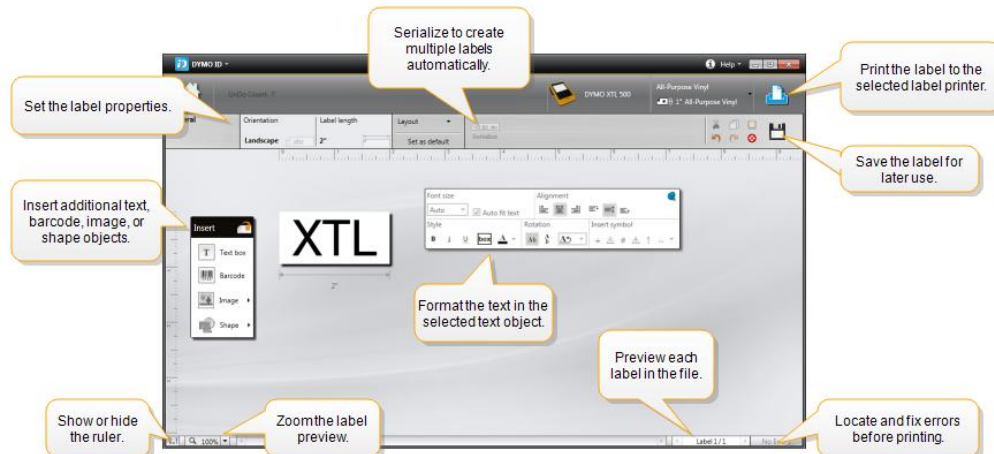 Serialize to create
multiple labels
automatically.
DYMO ID
Help
Print the label to the
selected label printer.
Set the label properties.
DYMO XTL 500
All-Purpose Vinyl
1" All-Purpose Vinyl
Orientation
Label length
Layout
Landscape
2"
Set as default
Save the label for
later use.
Insert additional text,
barcode, image, or
shape objects.
Insert
Text box
Barcode
Image
Shape
XTL
2"
Font size
Alignment
Auto
Auto fit text
Style
Rotation
Insert symbol
Format the text in the
selected text object.
Preview each
label in the file.
Show or hide
the ruler.
100%
Zoom the label
preview.
Label 1/1
Locate and fix errors
before printing.